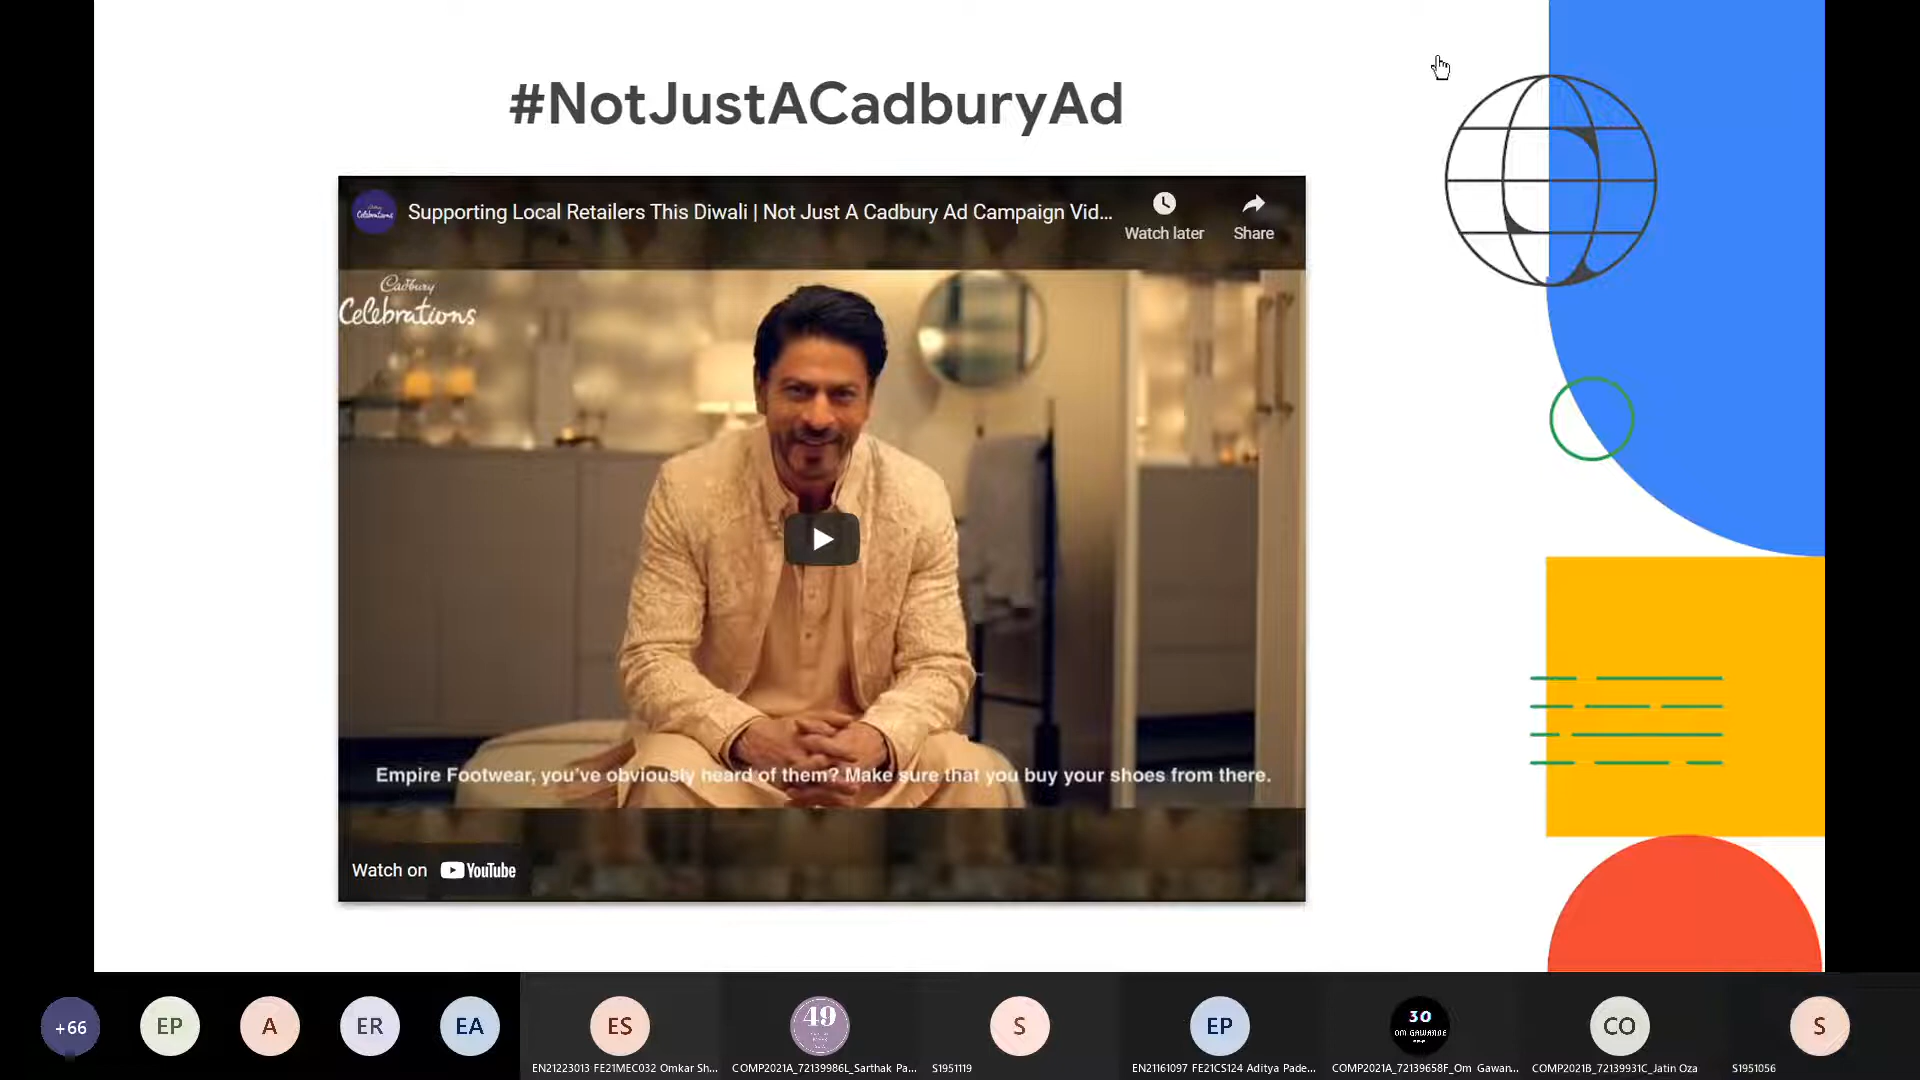 #NotJustACadburyAd
Supporting Local Retailers This Diwali | Not Just A Cadbury Ad Campaign Vid...
Watch later
Share
Cadbury
Celebrations
Empire Footwear, you've obviously heard of them? Make sure that you buy your shoes from there.
Watch on YouTube
+66
EP
A
ER
EA
ES
49
S
EP
30
OM GAWANDE
CO
S
EN21223013 FE21MEC032 Omkar Sh...
COMP2021A_72139986L_Sarthak Pa...
S1951119
EN21161097 FE21CS124 Aditya Pade...
COMP2021A_72139658F_Om Gawan...
COMP2021B_72139931C_Jatin Oza
S1951056